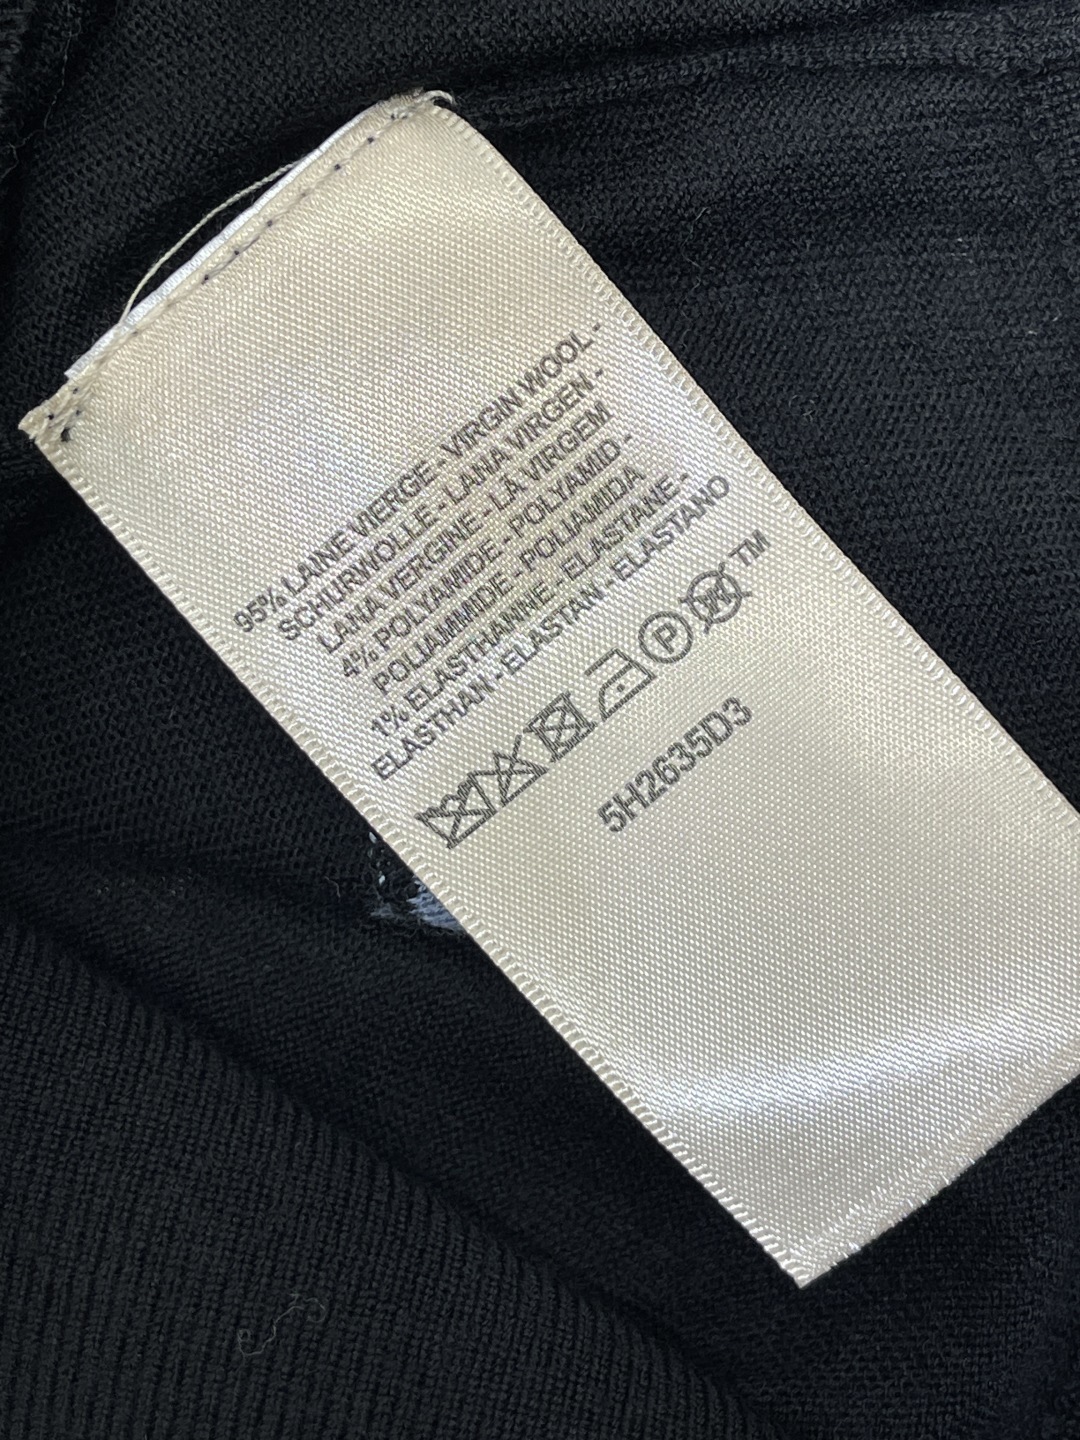 95% LAINE VIERGE - VIRGIN WOOL -
SCHURWOLLE - LANA VIRGEN -
LANA VERGINE - LÃ VIRGEM
4% POLYAMIDE - POLYAMID -
POLIAMMIDE - POLIAMIDA
1% ELASTHANNE - ELASTANE -
ELASTHAN - ELASTAN - ELASTANO
P TM
5H2635D3